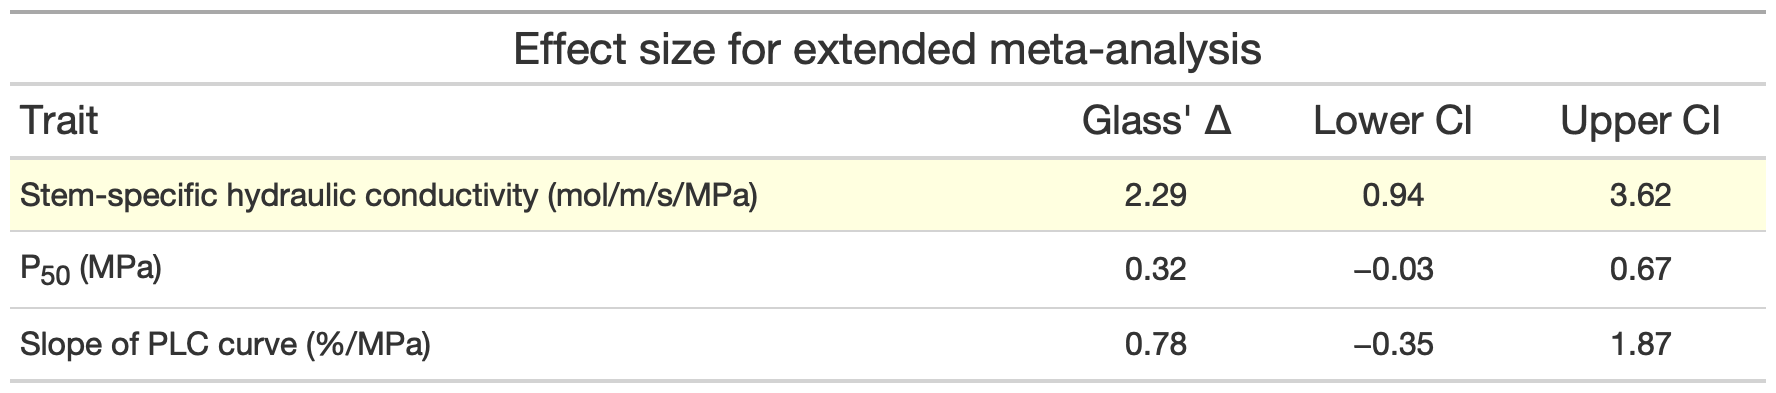 Effect size for extended meta-analysis
Trait Glass' Δ Lower CI Upper CI
Stem-specific hydraulic conductivity (mol/m/s/MPa) 2.29 0.94 3.62
P₅₀ (MPa) 0.32 −0.03 0.67
Slope of PLC curve (%/MPa) 0.78 −0.35 1.87